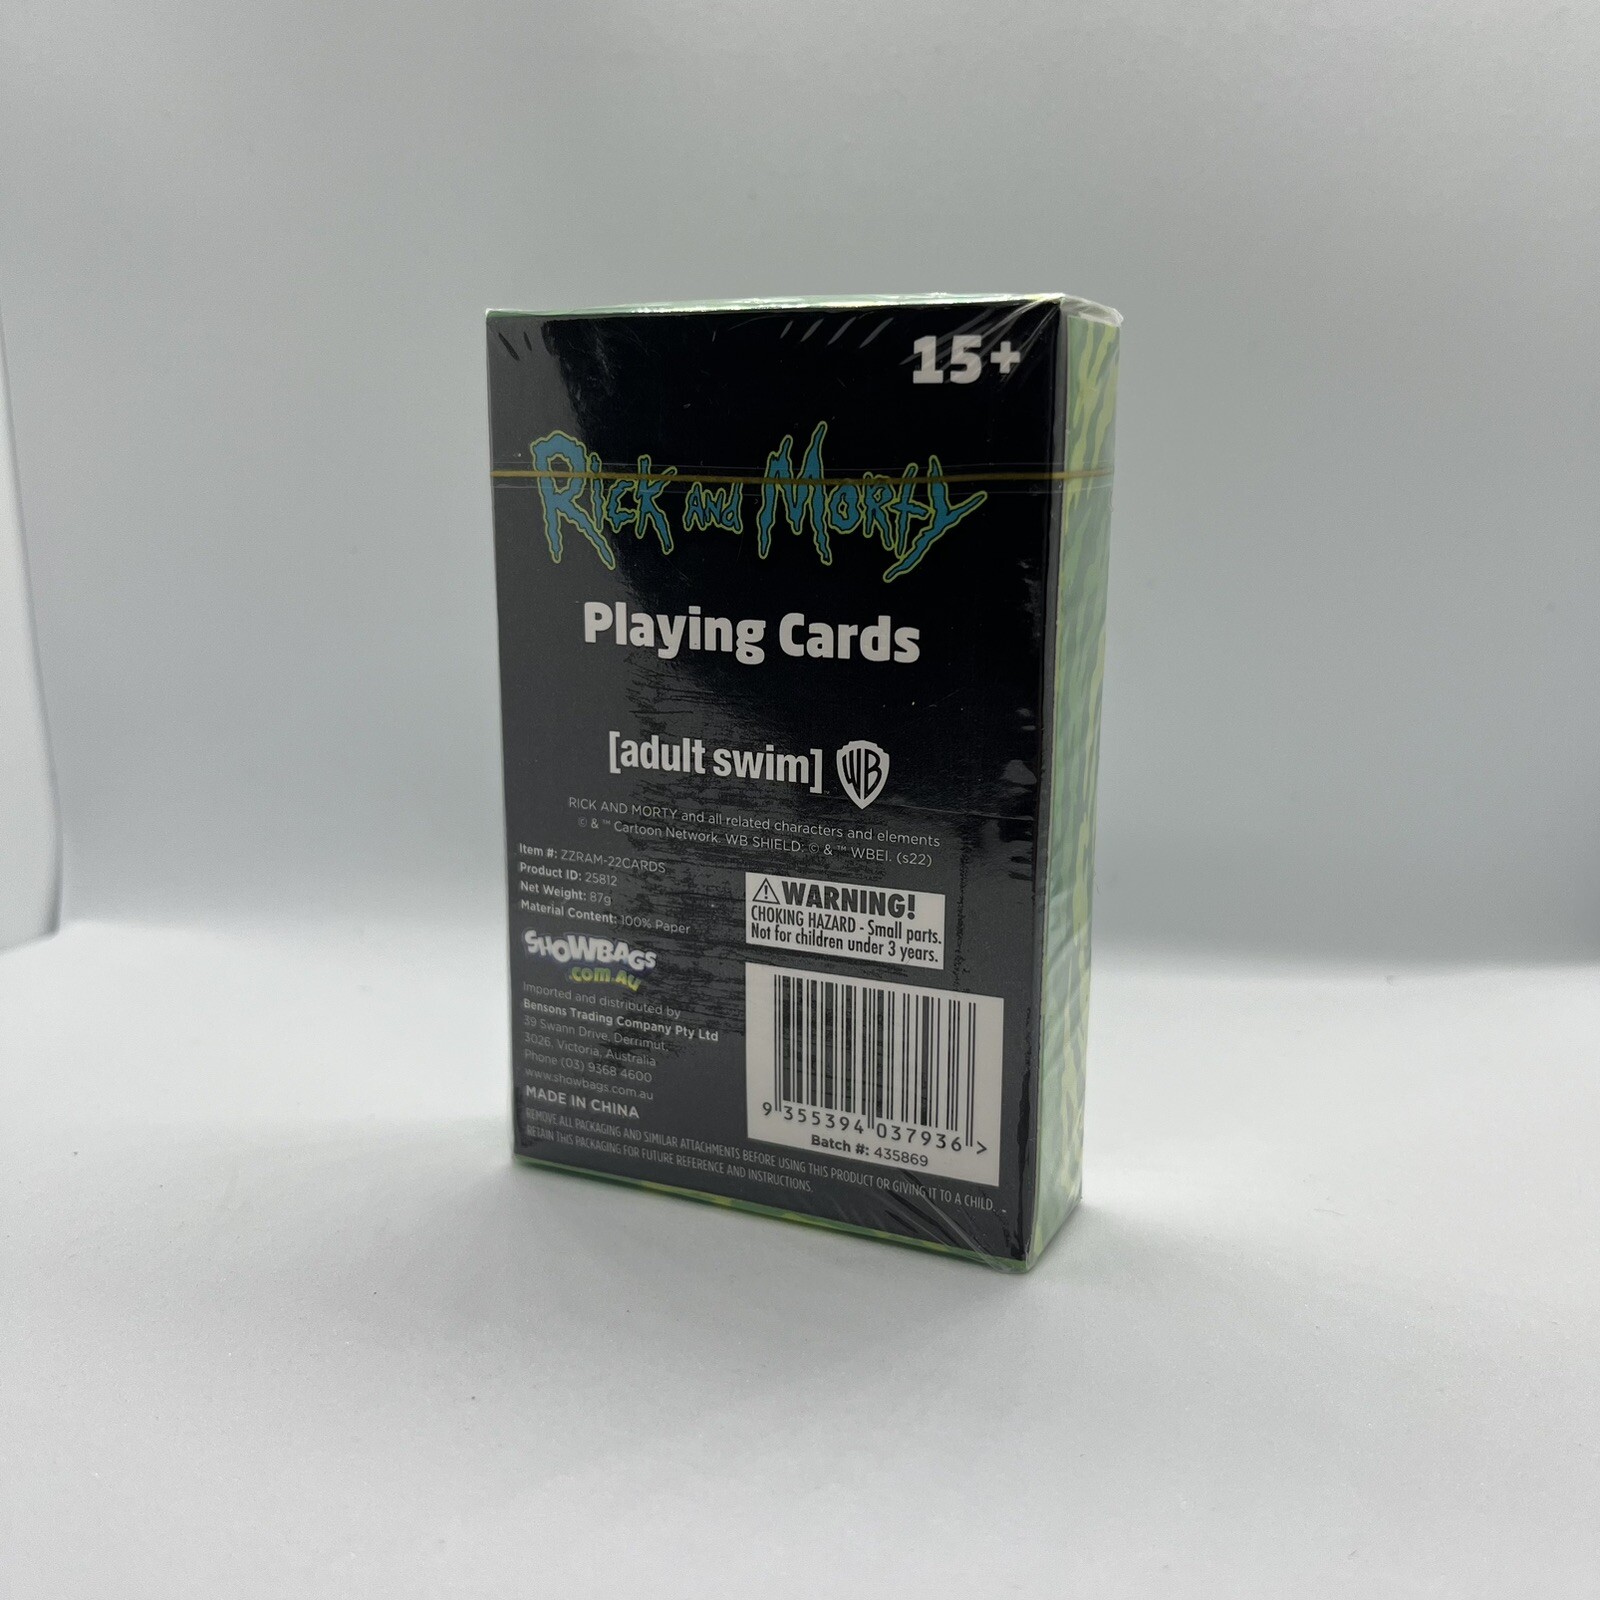 15+
Rick and Morty
Playing Cards
[adult swim] WB
RICK AND MORTY and all related characters and elements
© & ™ Cartoon Network. WB SHIELD: © & ™ WBEI. (s22)
Item #: ZZRAM-22CARDS
Product ID: 25812
Net Weight: 87g
Material Content: 100% Paper
⚠WARNING!
CHOKING HAZARD - Small parts.
Not for children under 3 years.
SHOWBAGS
.com.au
Imported and distributed by
Bensons Trading Company Pty Ltd
39 Swann Drive, Derrimut,
3026, Victoria, Australia
Phone (03) 9368 4600
www.showbags.com.au
MADE IN CHINA
9 355394 037936 >
Batch #: 435869
REMOVE ALL PACKAGING AND SIMILAR ATTACHMENTS BEFORE USING THIS PRODUCT OR GIVING IT TO A CHILD.
RETAIN THIS PACKAGING FOR FUTURE REFERENCE AND INSTRUCTIONS.